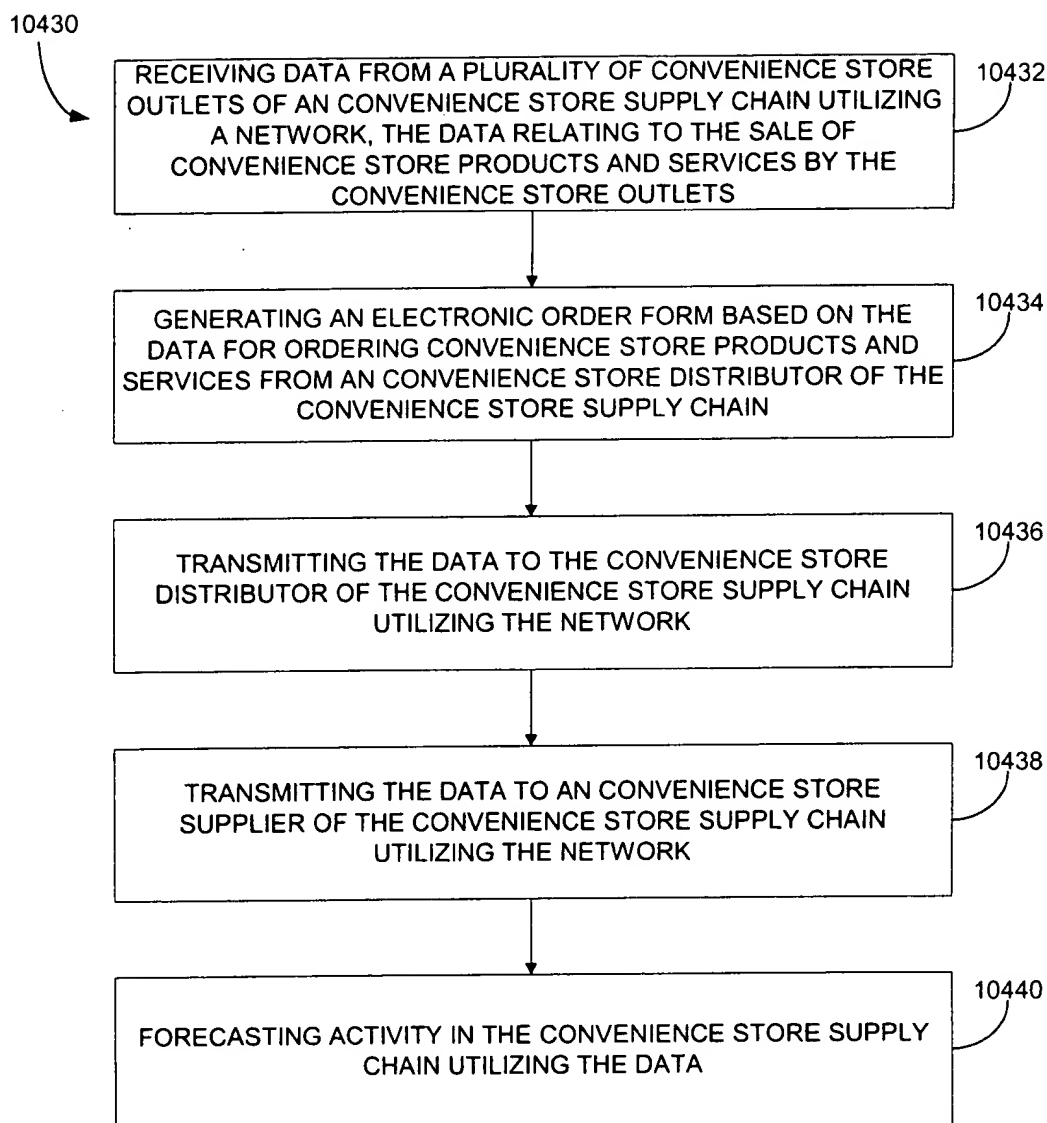 10430
RECEIVING DATA FROM A PLURALITY OF CONVENIENCE STORE
OUTLETS OF AN CONVENIENCE STORE SUPPLY CHAIN UTILIZING
A NETWORK, THE DATA RELATING TO THE SALE OF
CONVENIENCE STORE PRODUCTS AND SERVICES BY THE
CONVENIENCE STORE OUTLETS
10432
GENERATING AN ELECTRONIC ORDER FORM BASED ON THE
DATA FOR ORDERING CONVENIENCE STORE PRODUCTS AND
SERVICES FROM AN CONVENIENCE STORE DISTRIBUTOR OF THE
CONVENIENCE STORE SUPPLY CHAIN
10434
TRANSMITTING THE DATA TO THE CONVENIENCE STORE
DISTRIBUTOR OF THE CONVENIENCE STORE SUPPLY CHAIN
UTILIZING THE NETWORK
10436
TRANSMITTING THE DATA TO AN CONVENIENCE STORE
SUPPLIER OF THE CONVENIENCE STORE SUPPLY CHAIN
UTILIZING THE NETWORK
10438
FORECASTING ACTIVITY IN THE CONVENIENCE STORE SUPPLY
CHAIN UTILIZING THE DATA
10440